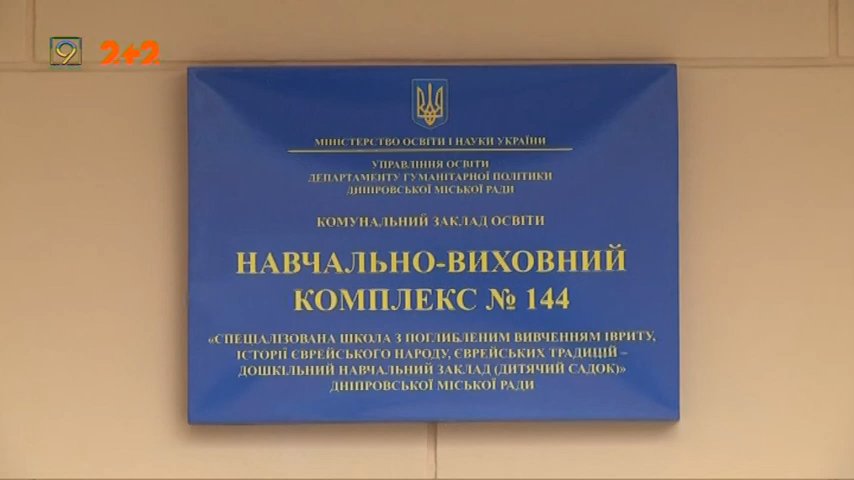 9 2+2
МІНІСТЕРСТВО ОСВІТИ І НАУКИ УКРАЇНИ
УПРАВЛІННЯ ОСВІТИ
ДЕПАРТАМЕНТУ ГУМАНІТАРНОЇ ПОЛІТИКИ
ДНІПРОВСЬКОЇ МІСЬКОЇ РАДИ
КОМУНАЛЬНИЙ ЗАКЛАД ОСВІТИ
НАВЧАЛЬНО-ВИХОВНИЙ
КОМПЛЕКС № 144
«СПЕЦІАЛІЗОВАНА ШКОЛА З ПОГЛИБЛЕНИМ ВИВЧЕННЯМ ІВРИТУ,
ІСТОРІЇ ЄВРЕЙСЬКОГО НАРОДУ, ЄВРЕЙСЬКИХ ТРАДИЦІЙ –
ДОШКІЛЬНИЙ НАВЧАЛЬНИЙ ЗАКЛАД (ДИТЯЧИЙ САДОК)»
ДНІПРОВСЬКОЇ МІСЬКОЇ РАДИ